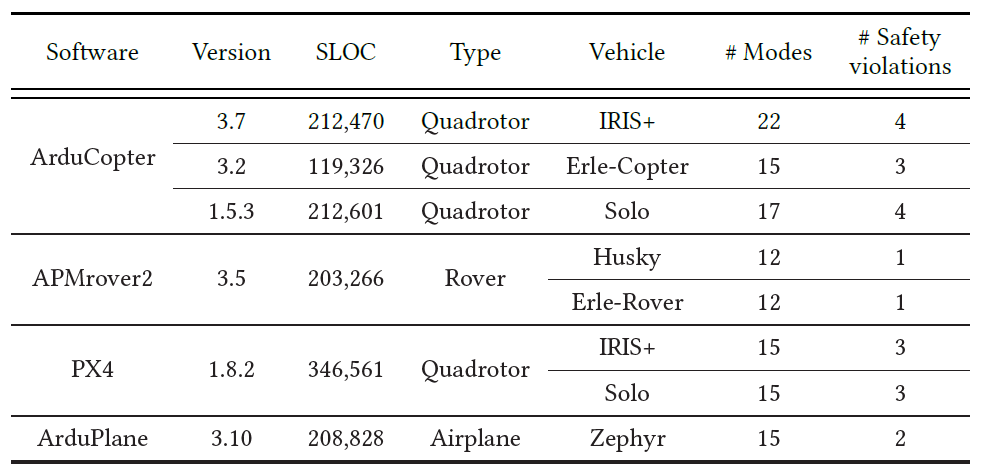 Software Version SLOC Type Vehicle # Modes # Safety violations
ArduCopter 3.7 212,470 Quadrotor IRIS+ 22 4
3.2 119,326 Quadrotor Erle-Copter 15 3
1.5.3 212,601 Quadrotor Solo 17 4
APMrover2 3.5 203,266 Rover Husky 12 1
Erle-Rover 12 1
PX4 1.8.2 346,561 Quadrotor IRIS+ 15 3
Solo 15 3
ArduPlane 3.10 208,828 Airplane Zephyr 15 2